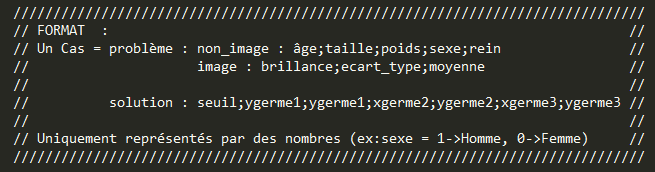 ///////////////////////////////////////////////////////////////////////////////
// FORMAT  :                                                                 //
// Un Cas = problème : non_image : âge;taille;poids;sexe;rein                //
//                     image : brillance;ecart_type;moyenne                  //
//                                                                           //
//          solution : seuil;ygerme1;ygerme1;xgerme2;ygerme2;xgerme3;ygerme3 //
//                                                                           //
// Uniquement représentés par des nombres (ex:sexe = 1->Homme, 0->Femme)     //
///////////////////////////////////////////////////////////////////////////////